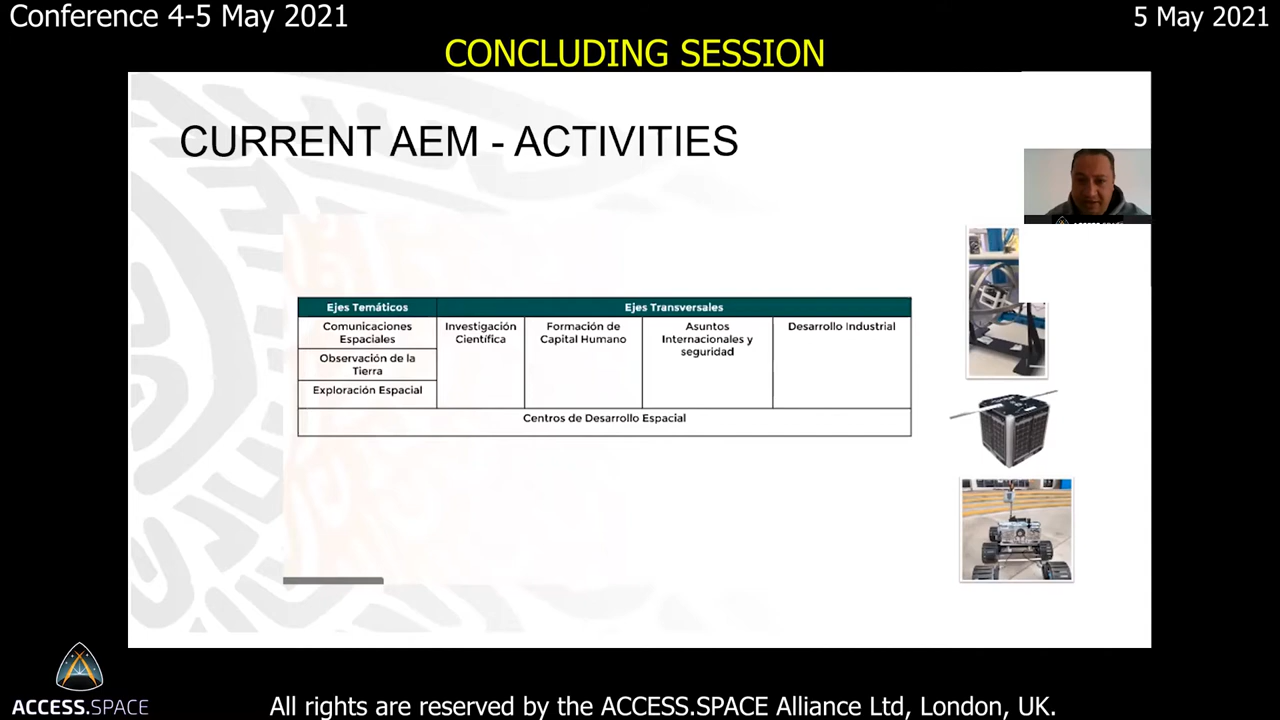 Conference 4-5 May 2021
5 May 2021
CONCLUDING SESSION
CURRENT AEM - ACTIVITIES
Ejes Temáticos
Ejes Transversales
Comunicaciones
Espaciales
Observación de la
Tierra
Exploración Espacial
Investigación
Científica
Formación de
Capital Humano
Asuntos
Internacionales y
seguridad
Desarrollo Industrial
Centros de Desarrollo Espacial
ACCESS.SPACE
All rights are reserved by the ACCESS.SPACE Alliance Ltd, London, UK.